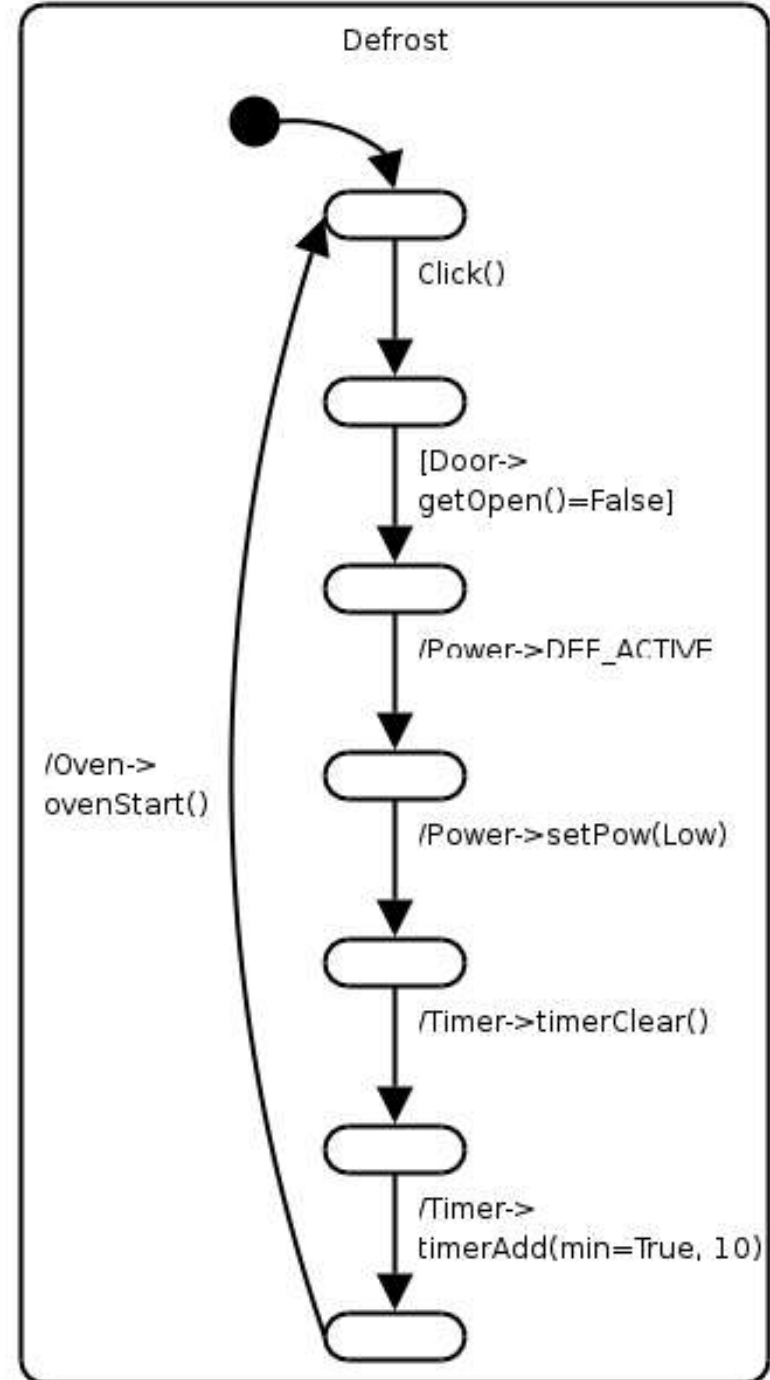 Defrost
Click()
[Door->
getOpen()=False]
/Power->DEF_ACTIVE
/Power->setPow(Low)
/Oven->
ovenStart()
/Timer->timerClear()
/Timer->
timerAdd(min=True, 10)